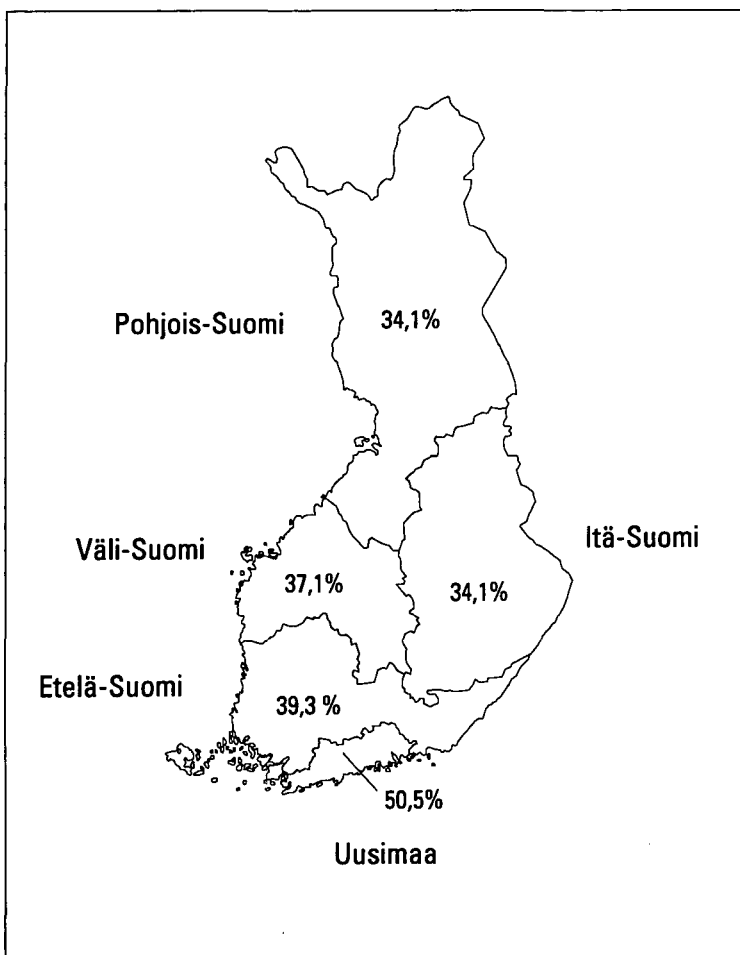 Pohjois-Suomi
34,1%
Väli-Suomi
Itä-Suomi
37,1%
34,1%
Etelä-Suomi
39,3 %
50,5%
Uusimaa